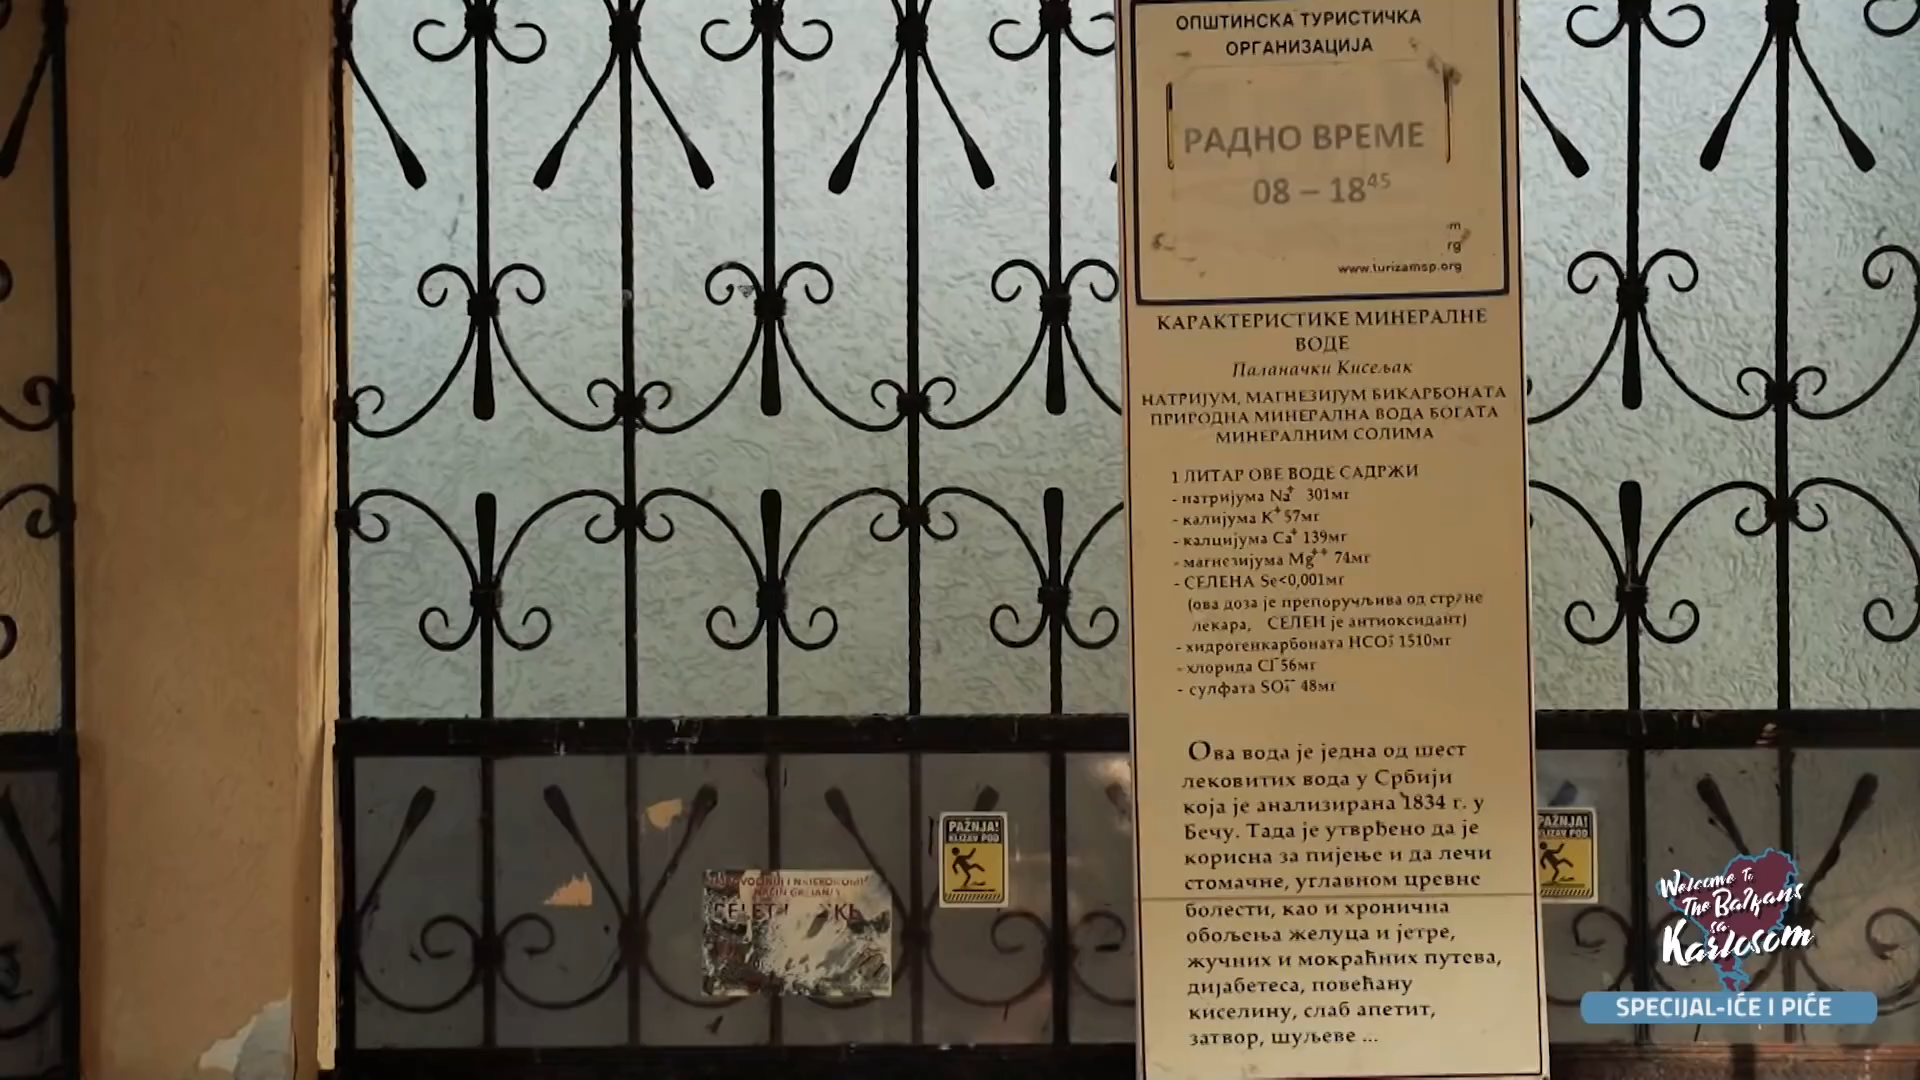 ОПШТИНСКА ТУРИСТИЧКА
ОРГАНИЗАЦИЈА
РАДНО ВРЕМЕ
08 – 18⁴⁵
m
rg
www.turizamsp.org
КАРАКТЕРИСТИКЕ МИНЕРАЛНЕ
ВОДЕ
Паланачки Кисељак
НАТРИЈУМ, МАГНЕЗИЈУМ БИКАРБОНАТА
ПРИРОДНА МИНЕРАЛНА ВОДА БОГАТА
МИНЕРАЛНИМ СОЛИМА
1 ЛИТАР ОВЕ ВОДЕ САДРЖИ
- натријума Na⁺ 301мг
- калијума K⁺ 57мг
- калцијума Ca⁺ 139мг
- магнезијума Mg⁺⁺ 74мг
- СЕЛЕНА Se<0,001мг
(ова доза је препоручљива од стране
лекара, СЕЛЕН је антиоксидант)
- хидрогенкарбоната HCO₃⁻ 1510мг
- хлорида Cl⁻ 56мг
- сулфата SO₄⁻⁻ 48мг
Ова вода је једна од шест
лековитих вода у Србији
која је анализирана 1834 г. у
Бечу. Тада је утврђено да је
корисна за пијење и да лечи
стомачне, углавном цревне
болести, као и хронична
обољења желуца и јетре,
жучних и мокраћних путева,
дијабетеса, повећану
киселину, слаб апетит,
затвор, шуљеве ...
PAŽNJA!
KLIZAV POD
PAŽNJA!
KLIZAV POD
Welcome To
The Balkans
sa
Karlosom
SPECIJAL-IĆE I PIĆE